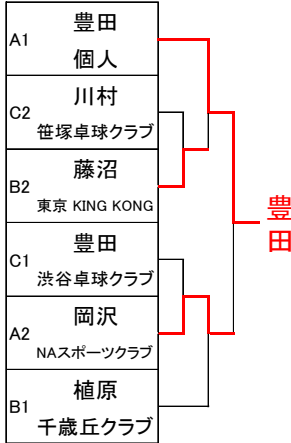 A1
豊田
個人
C2
川村
笹塚卓球クラブ
B2
藤沼
東京 KING KONG
C1
豊田
渋谷卓球クラブ
A2
岡沢
NAスポーツクラブ
B1
植原
千歳丘クラブ
豊田